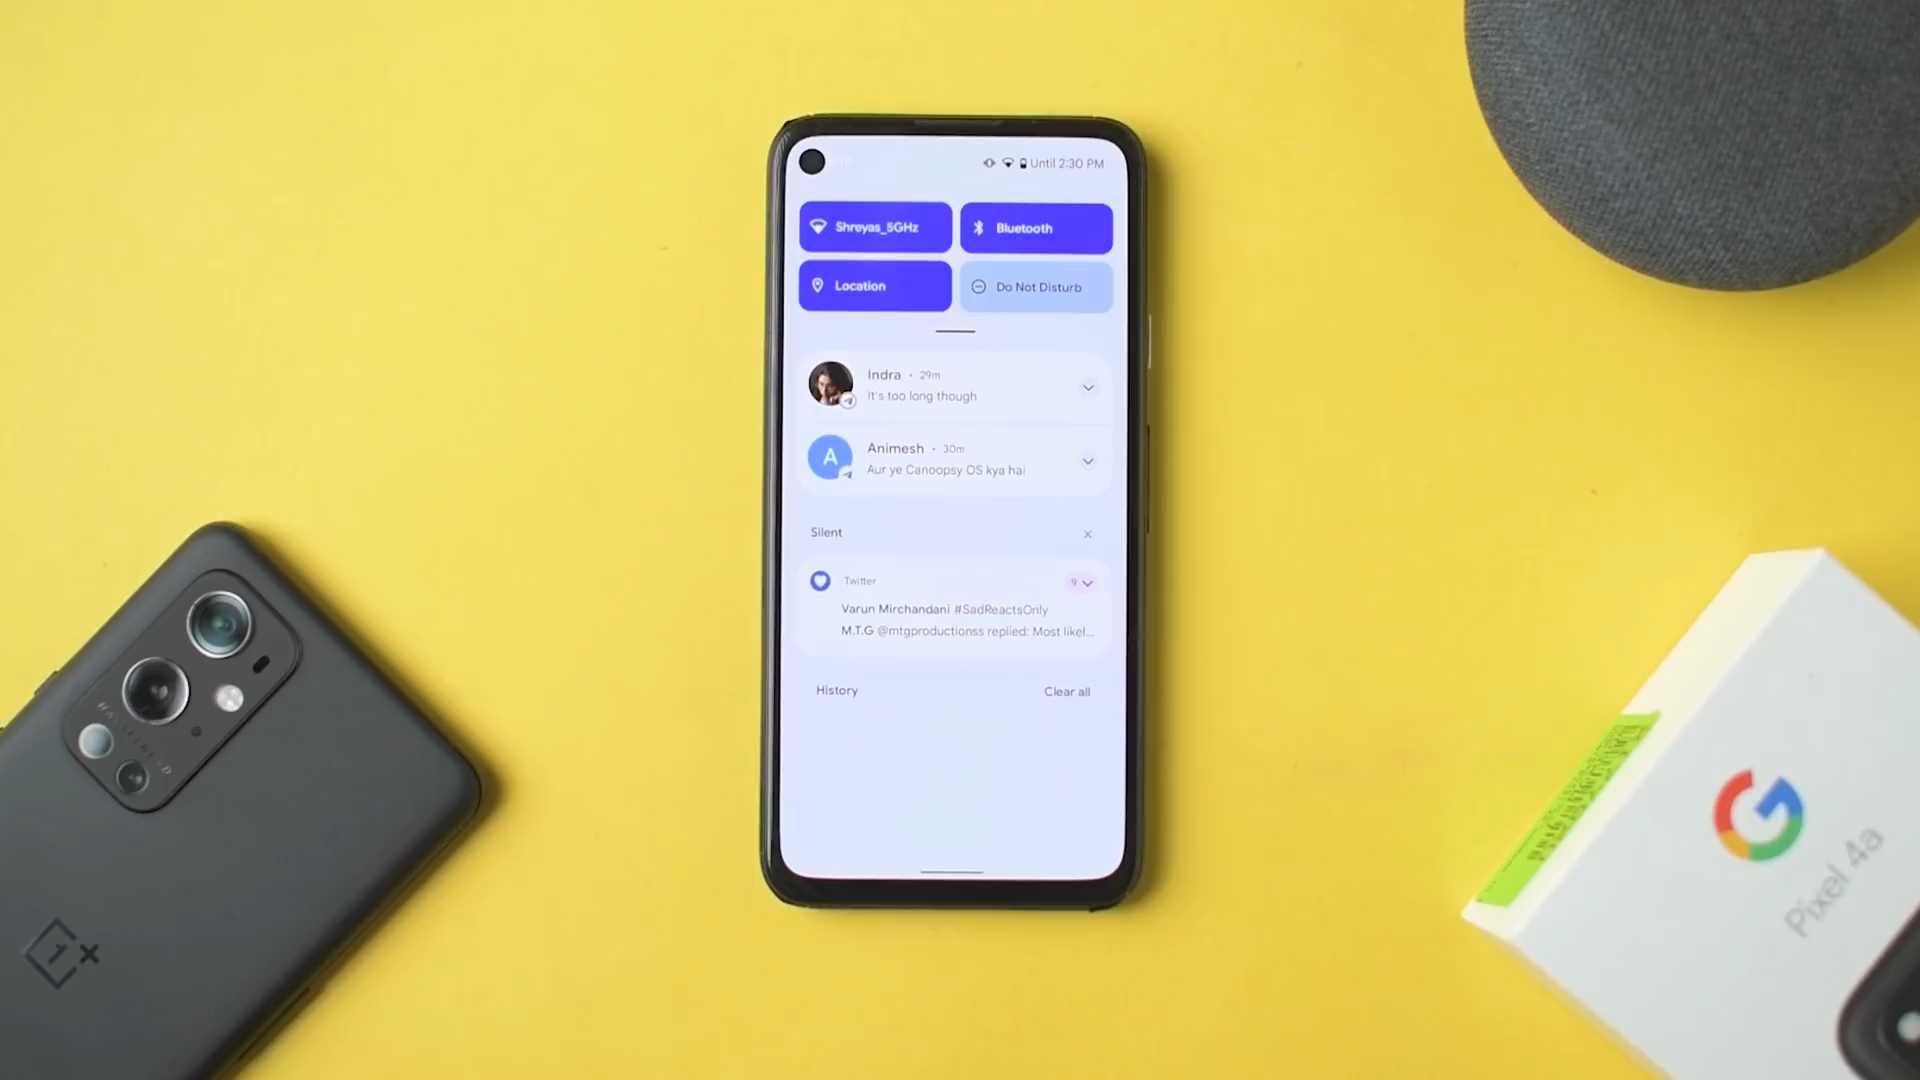 Until 2:30 PM
Shreyas_5GHz
Bluetooth
Location
Do Not Disturb
Indra • 29m
It's too long though
A
Animesh • 30m
Aur ye Canoopsy OS kya hai
Silent
Twitter
9
Varun Mirchandani #SadReactsOnly
M.T.G @mtgproductionss replied: Most likel...
History
Clear all
HASSELBLAD
1+
G
Pixel 4a